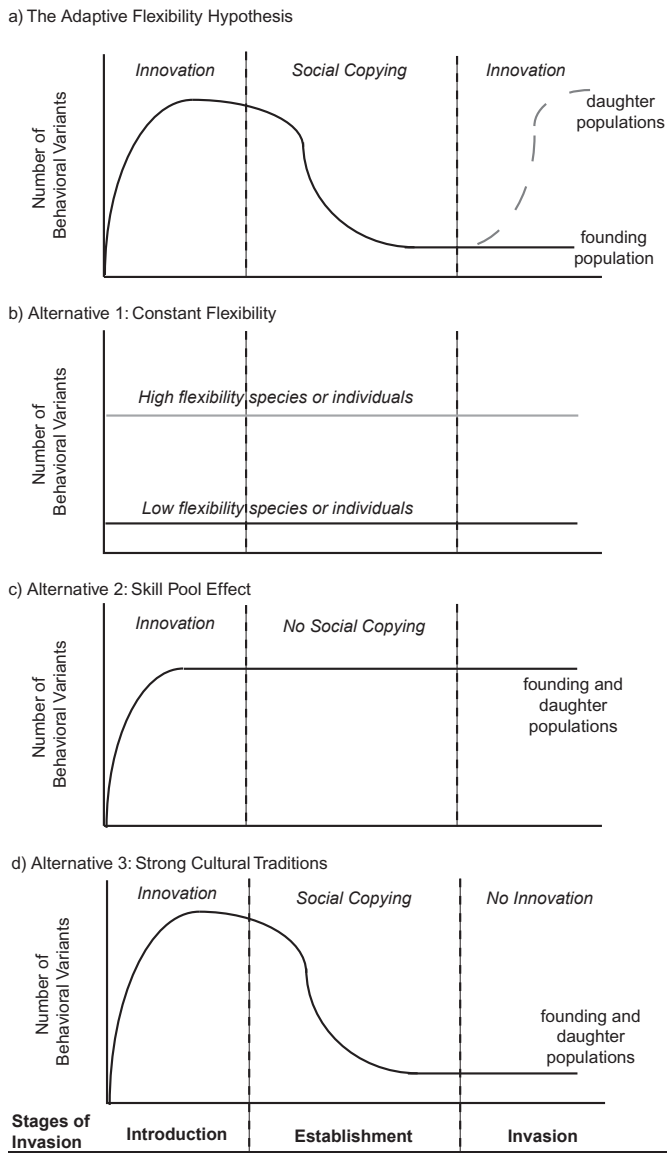 a) The Adaptive Flexibility Hypothesis
Innovation
Social Copying
Innovation
Number of
Behavioral Variants
daughter
populations
founding
population
b) Alternative 1: Constant Flexibility
Number of
Behavioral Variants
High flexibility species or individuals
Low flexibility species or individuals
c) Alternative 2: Skill Pool Effect
Innovation
No Social Copying
Number of
Behavioral Variants
founding and
daughter
populations
d) Alternative 3: Strong Cultural Traditions
Innovation
Social Copying
No Innovation
Number of
Behavioral Variants
founding and
daughter
populations
Stages of
Invasion
Introduction
Establishment
Invasion